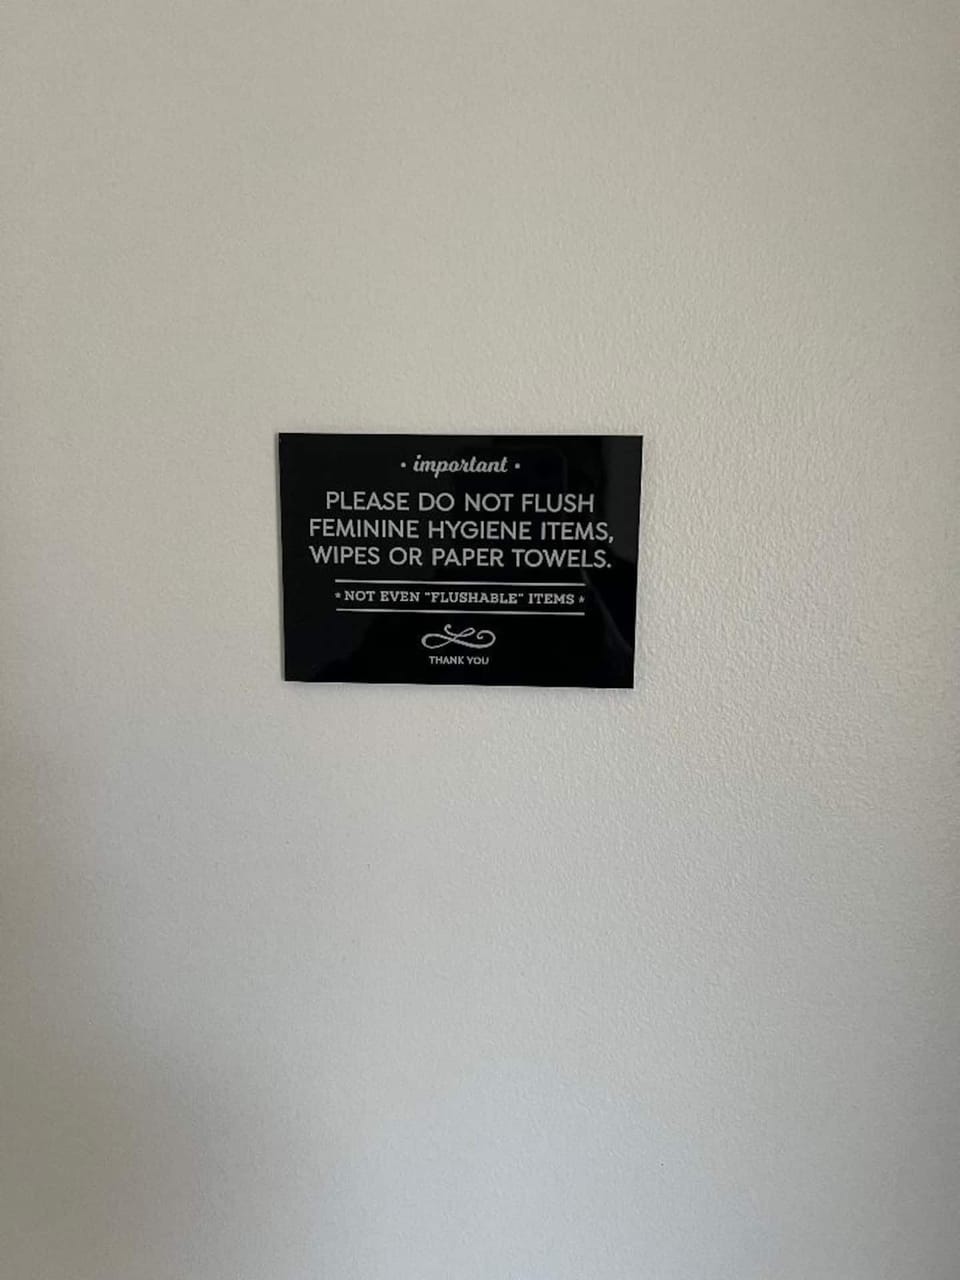 • important •
PLEASE DO NOT FLUSH
FEMININE HYGIENE ITEMS,
WIPES OR PAPER TOWELS.
* NOT EVEN "FLUSHABLE" ITEMS *
THANK YOU